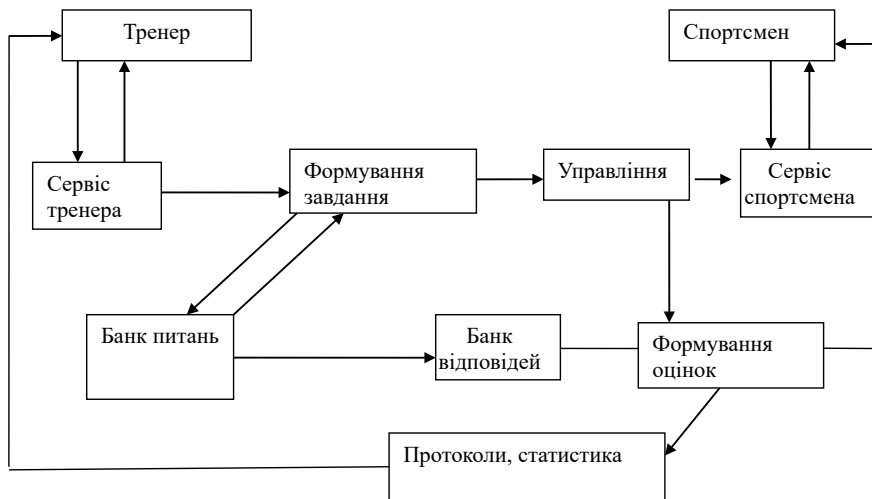 Тренер
Спортсмен
Сервіс
тренера
Формування
завдання
Управління
Сервіс
спортсмена
Банк питань
Банк
відповідей
Формування
оцінок
Протоколи, статистика